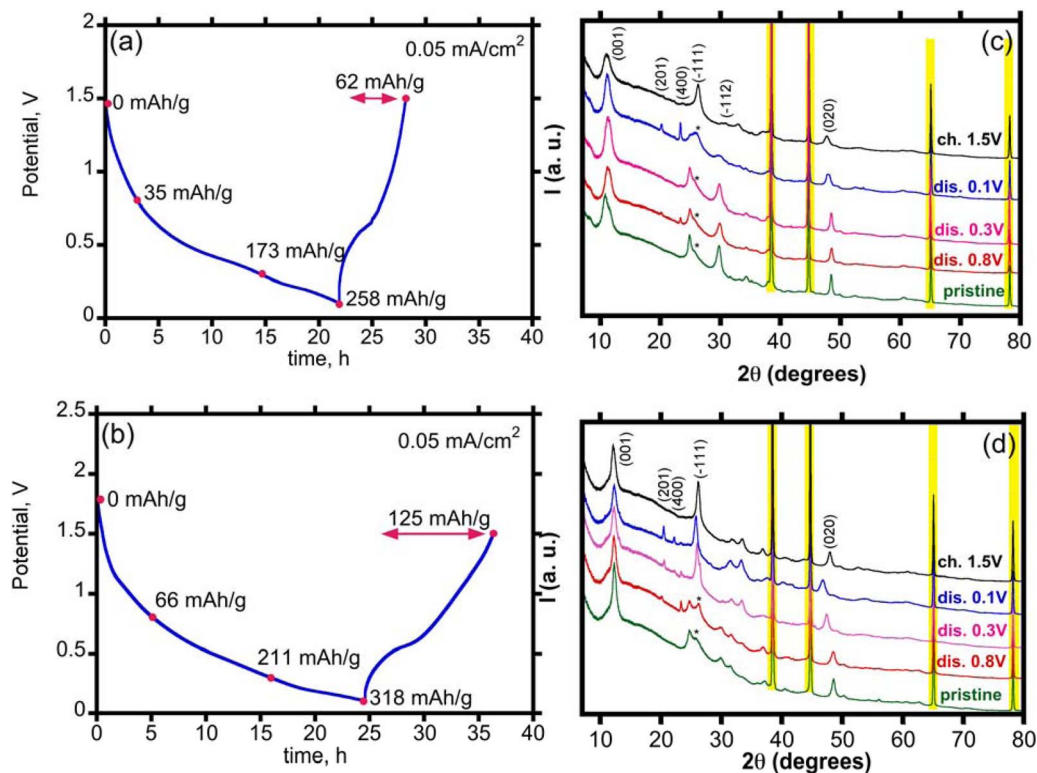 (a)
0.05 mA/cm²
0 mAh/g
62 mAh/g
35 mAh/g
173 mAh/g
258 mAh/g
Potential, V
2
1.5
1
0.5
0
0 5 10 15 20 25 30 35 40
time, h
(c)
(001)
(201)
(400)
(-111)
(-112)
(020)
*
*
*
*
ch. 1.5V
dis. 0.1V
dis. 0.3V
dis. 0.8V
pristine
I (a. u.)
10 20 30 40 50 60 70 80
2θ (degrees)
(b)
0.05 mA/cm²
0 mAh/g
125 mAh/g
66 mAh/g
211 mAh/g
318 mAh/g
Potential, V
2.5
2
1.5
1
0.5
0
0 5 10 15 20 25 30 35 40
time, h
(d)
(001)
(201)
(400)
(-111)
(020)
*
*
ch. 1.5V
dis. 0.1V
dis. 0.3V
dis. 0.8V
pristine
I (a. u.)
10 20 30 40 50 60 70 80
2θ (degrees)